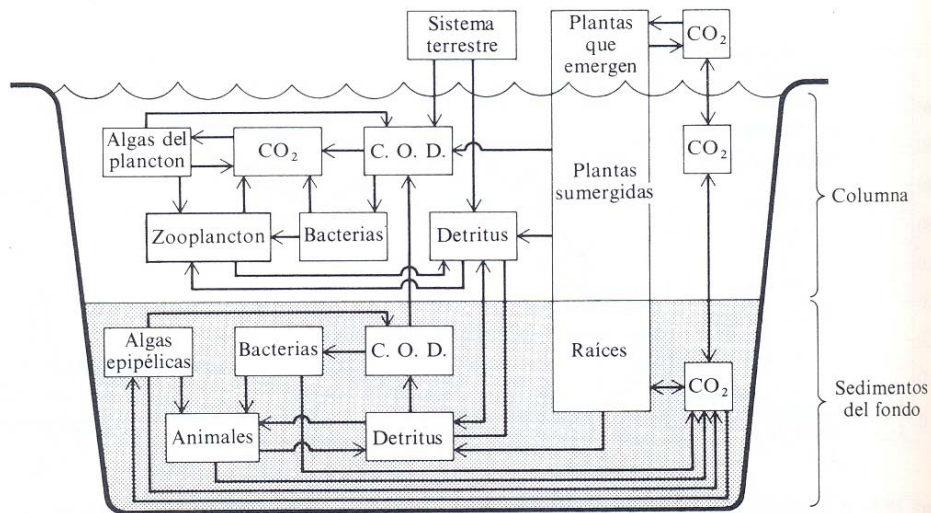 Sistema
terrestre
Plantas
que
emergen
CO₂
Algas del
plancton
CO₂
C. O. D.
CO₂
Plantas
sumergidas
Columna
Zooplancton
Bacterias
Detritus
Algas
epipélicas
Bacterias
C. O. D.
Raíces
CO₂
Sedimentos
del fondo
Animales
Detritus